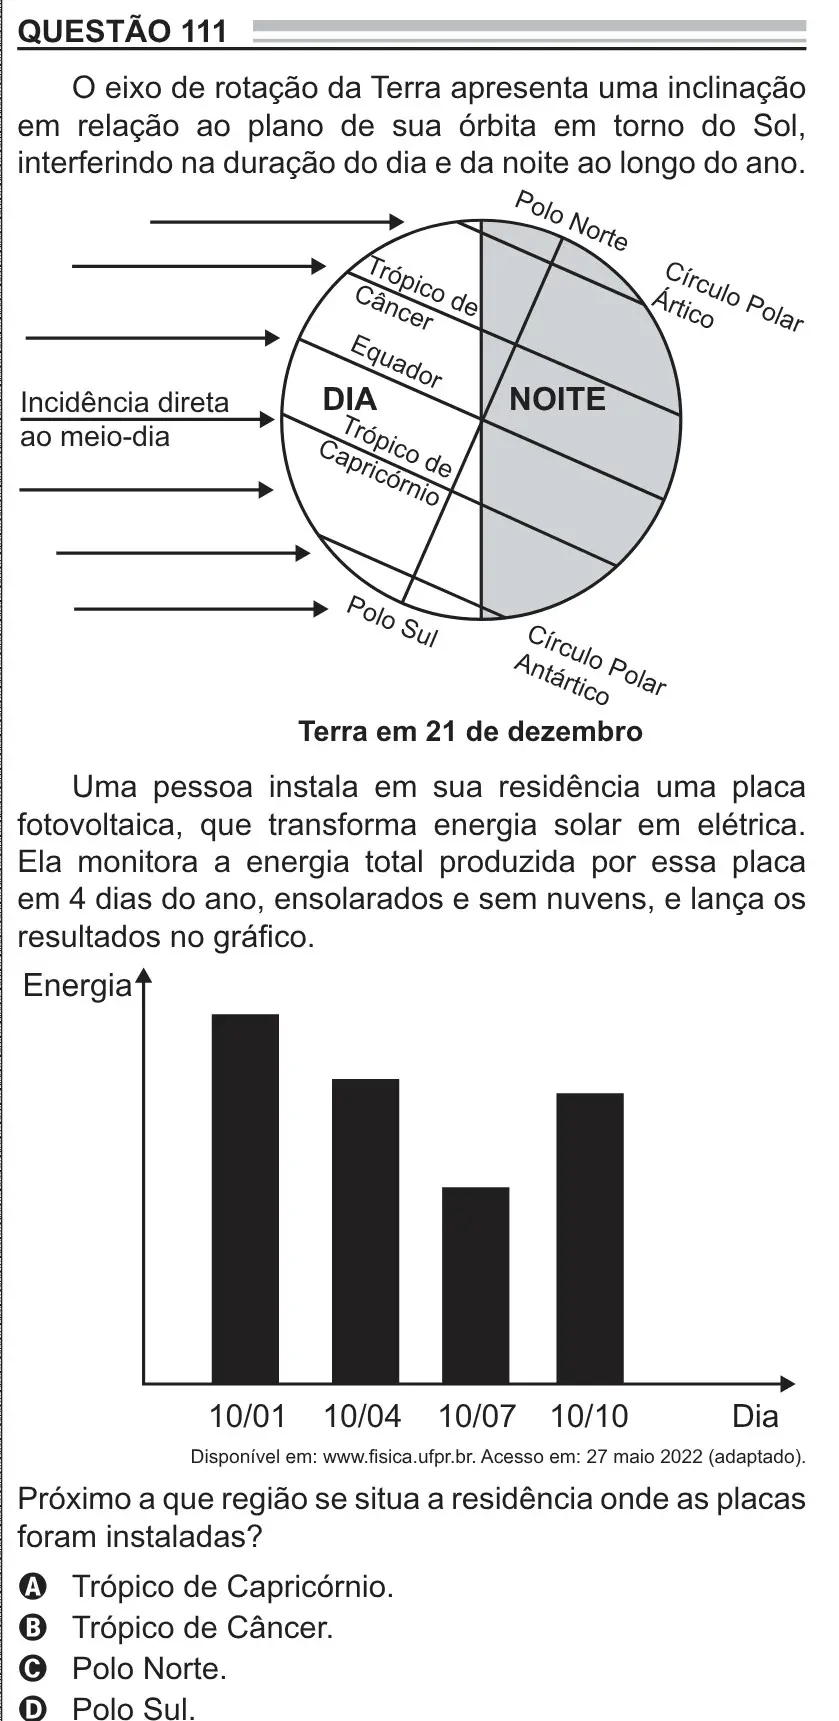 QUESTÃO 111
O eixo de rotação da Terra apresenta uma inclinação
em relação ao plano de sua órbita em torno do Sol,
interferindo na duração do dia e da noite ao longo do ano.
Polo Norte
Círculo Polar
Ártico
Trópico de
Câncer
Equador
DIA
NOITE
Incidência direta
ao meio-dia
Trópico de
Capricórnio
Polo Sul
Círculo Polar
Antártico
Terra em 21 de dezembro
Uma pessoa instala em sua residência uma placa
fotovoltaica, que transforma energia solar em elétrica.
Ela monitora a energia total produzida por essa placa
em 4 dias do ano, ensolarados e sem nuvens, e lança os
resultados no gráfico.
Energia
10/01 10/04 10/07 10/10 Dia
Disponível em: www.fisica.ufpr.br. Acesso em: 27 maio 2022 (adaptado).
Próximo a que região se situa a residência onde as placas
foram instaladas?
A Trópico de Capricórnio.
B Trópico de Câncer.
C Polo Norte.
D Polo Sul.